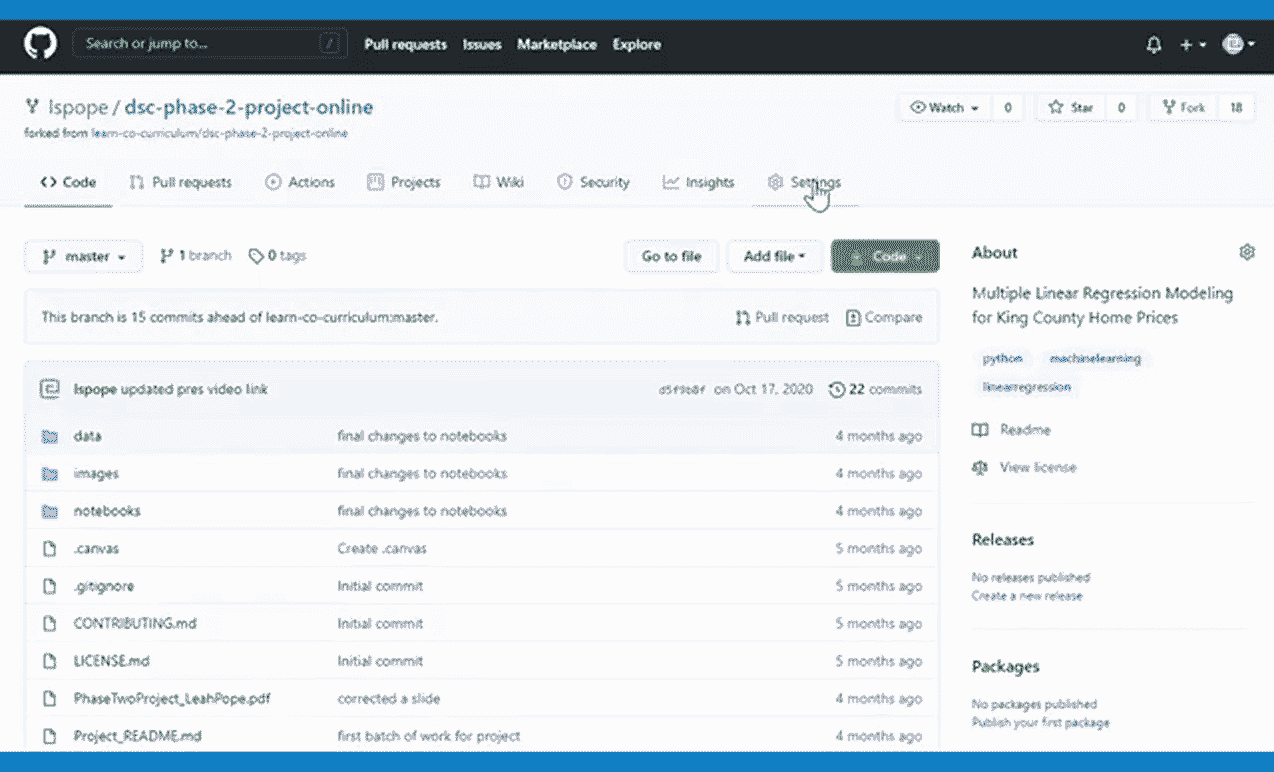 Search or jump to... /
Pull requests Issues Marketplace Explore
lspope / dsc-phase-2-project-online
forked from learn-co-curriculum/dsc-phase-2-project-online
Watch 0 Star 0 Fork 18
Code Pull requests Actions Projects Wiki Security Insights Settings
master 1 branch 0 tags Go to file Add file Code
This branch is 15 commits ahead of learn-co-curriculum:master. Pull request Compare
lspope updated pres video link on Oct 17, 2020 22 commits
data final changes to notebooks 4 months ago
images final changes to notebooks 4 months ago
notebooks final changes to notebooks 4 months ago
.canvas Create .canvas 5 months ago
.gitignore Initial commit 5 months ago
CONTRIBUTING.md Initial commit 5 months ago
LICENSE.md Initial commit 5 months ago
PhaseTwoProject_LeahPope.pdf corrected a slide 4 months ago
Project_README.md first batch of work for project 4 months ago
About
Multiple Linear Regression Modeling
for King County Home Prices
python machinelearning
linearregression
Readme
View license
Releases
No releases published
Create a new release
Packages
No packages published
Publish your first package